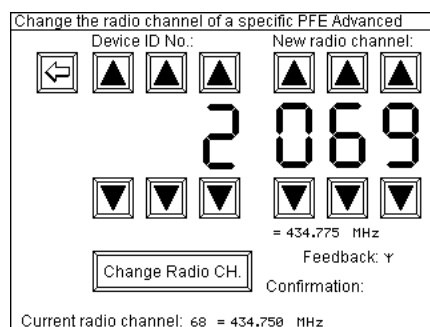 Change the radio channel of a specific PFE Advanced
Device ID No.: New radio channel:
2 069
= 434.775 MHz
Feedback:
Change Radio CH.
Confirmation:
Current radio channel: 68 = 434.750 MHz